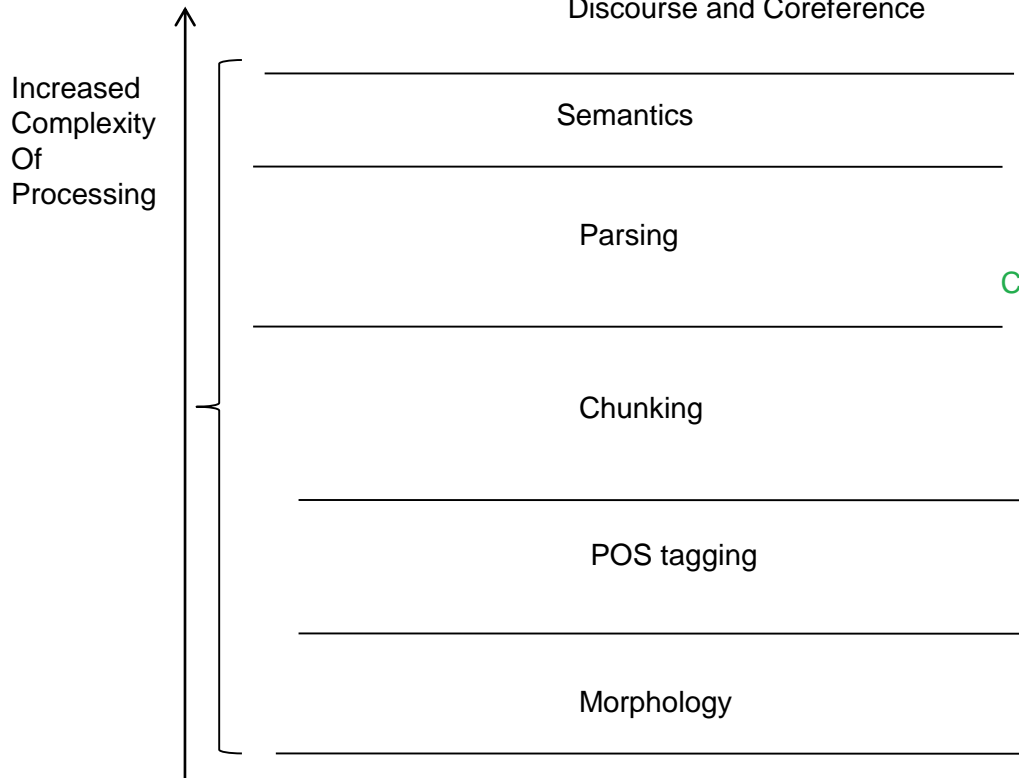 Discourse and Coreference
Increased
Complexity
Of
Processing
Semantics
Parsing
C
Chunking
POS tagging
Morphology